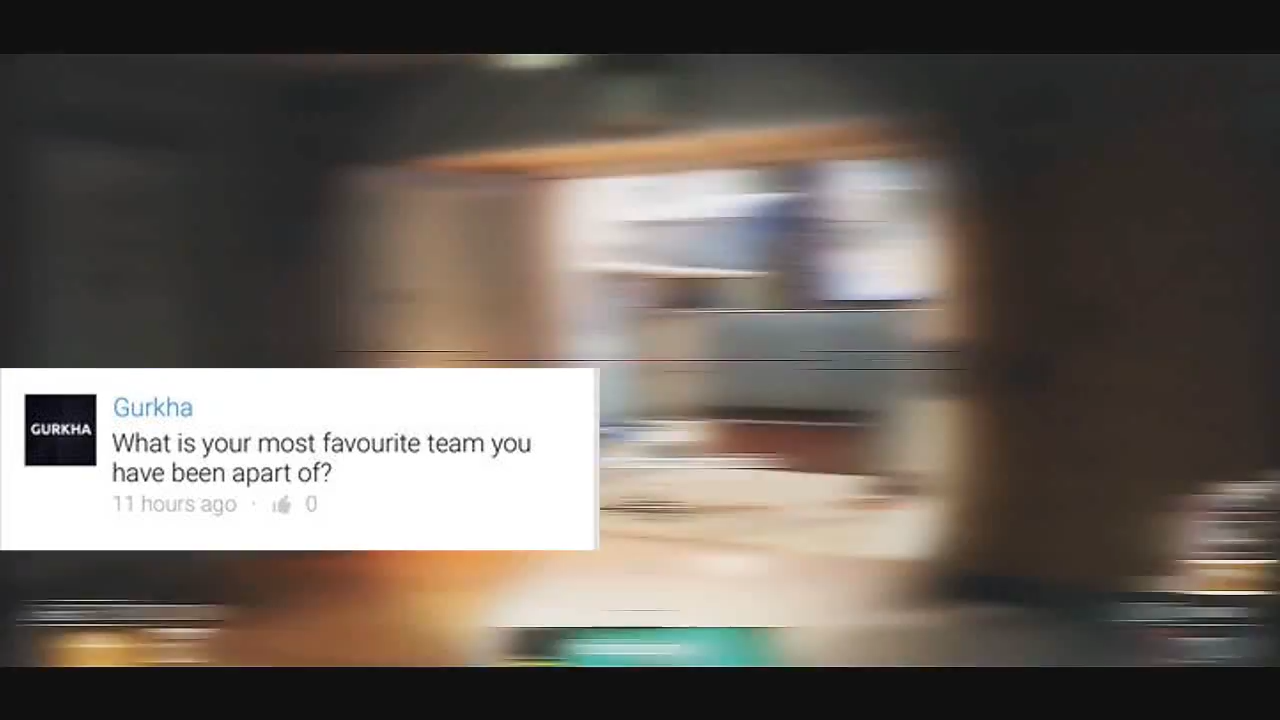 Gurkha
GURKHA
What is your most favourite team you
have been apart of?
11 hours ago · 0